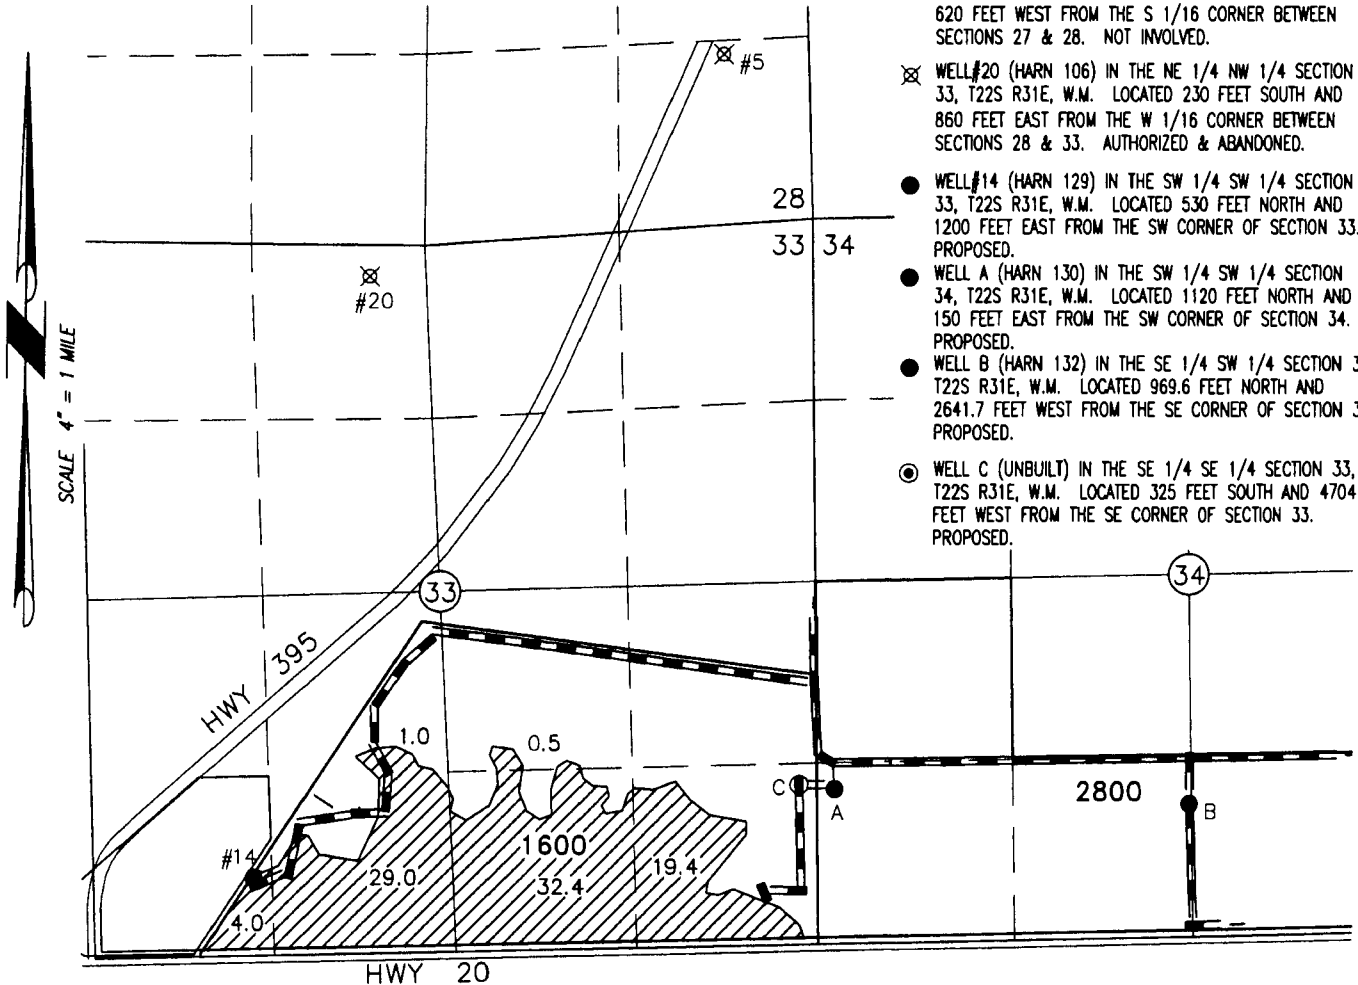 620 FEET WEST FROM THE S 1/16 CORNER BETWEEN
SECTIONS 27 & 28. NOT INVOLVED.
WELL#20 (HARN 106) IN THE NE 1/4 NW 1/4 SECTION
33, T22S R31E, W.M. LOCATED 230 FEET SOUTH AND
860 FEET EAST FROM THE W 1/16 CORNER BETWEEN
SECTIONS 28 & 33. AUTHORIZED & ABANDONED.
WELL#14 (HARN 129) IN THE SW 1/4 SW 1/4 SECTION
33, T22S R31E, W.M. LOCATED 530 FEET NORTH AND
1200 FEET EAST FROM THE SW CORNER OF SECTION 33.
PROPOSED.
WELL A (HARN 130) IN THE SW 1/4 SW 1/4 SECTION
34, T22S R31E, W.M. LOCATED 1120 FEET NORTH AND
150 FEET EAST FROM THE SW CORNER OF SECTION 34.
PROPOSED.
WELL B (HARN 132) IN THE SE 1/4 SW 1/4 SECTION 3
T22S R31E, W.M. LOCATED 969.6 FEET NORTH AND
2641.7 FEET WEST FROM THE SE CORNER OF SECTION 3
PROPOSED.
WELL C (UNBUILT) IN THE SE 1/4 SE 1/4 SECTION 33,
T22S R31E, W.M. LOCATED 325 FEET SOUTH AND 4704
FEET WEST FROM THE SE CORNER OF SECTION 33.
PROPOSED.
#5
28
33 34
#20
SCALE 4" = 1 MILE
33
34
HWY 395
1.0
0.5
C
A
2800
B
#14
1600
29.0
32.4
19.4
4.0
HWY 20